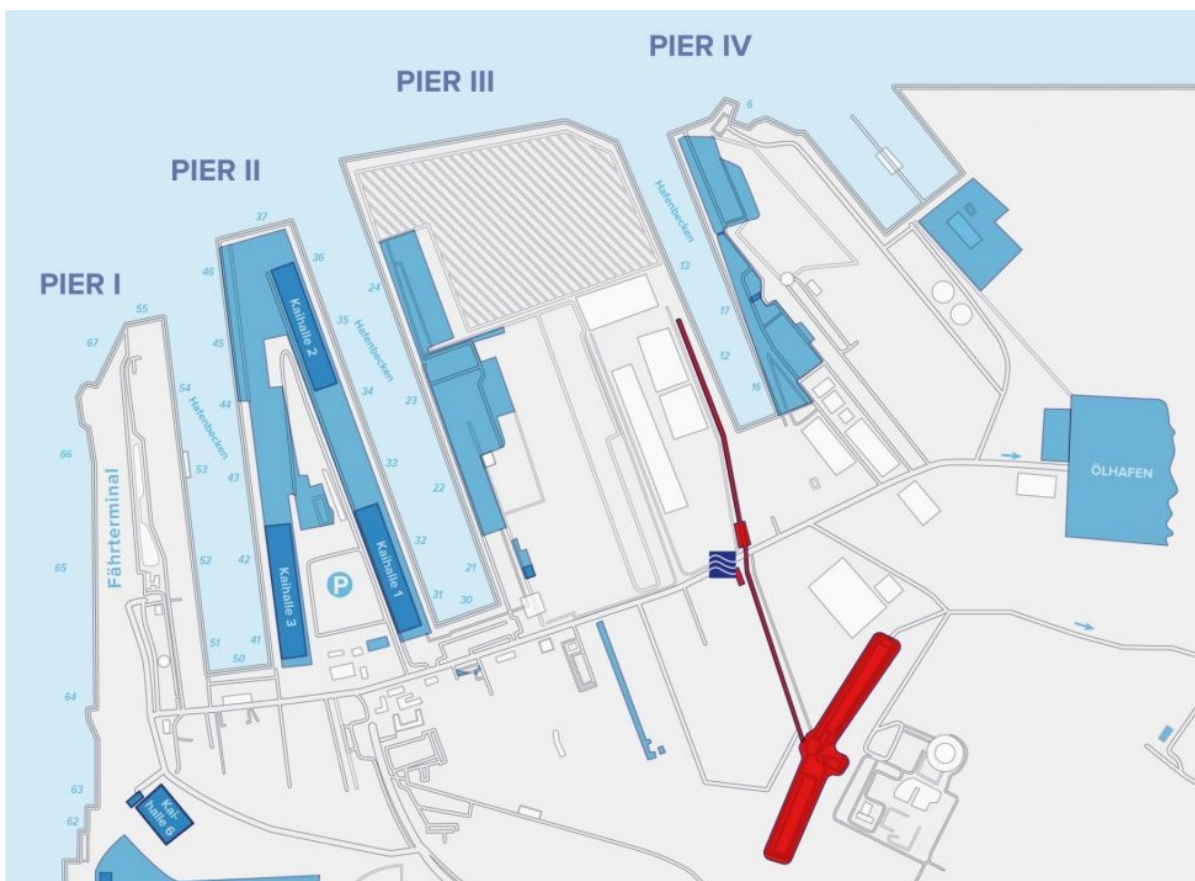 PIER IV
PIER III
PIER II
PIER I
6
37
36
46
55
67
24
Hafenbecken
13
35
Hafenbecken
17
45
Kaihalle 2
12
54
44
34
23
16
Hafenbecken
66
53
43
33
22
ÖLHAFEN
Fährterminal
52
42
32
65
P
Kaihalle 1
21
Kaihalle 3
31
30
51
50
41
64
63
62
Kai-
halle 6